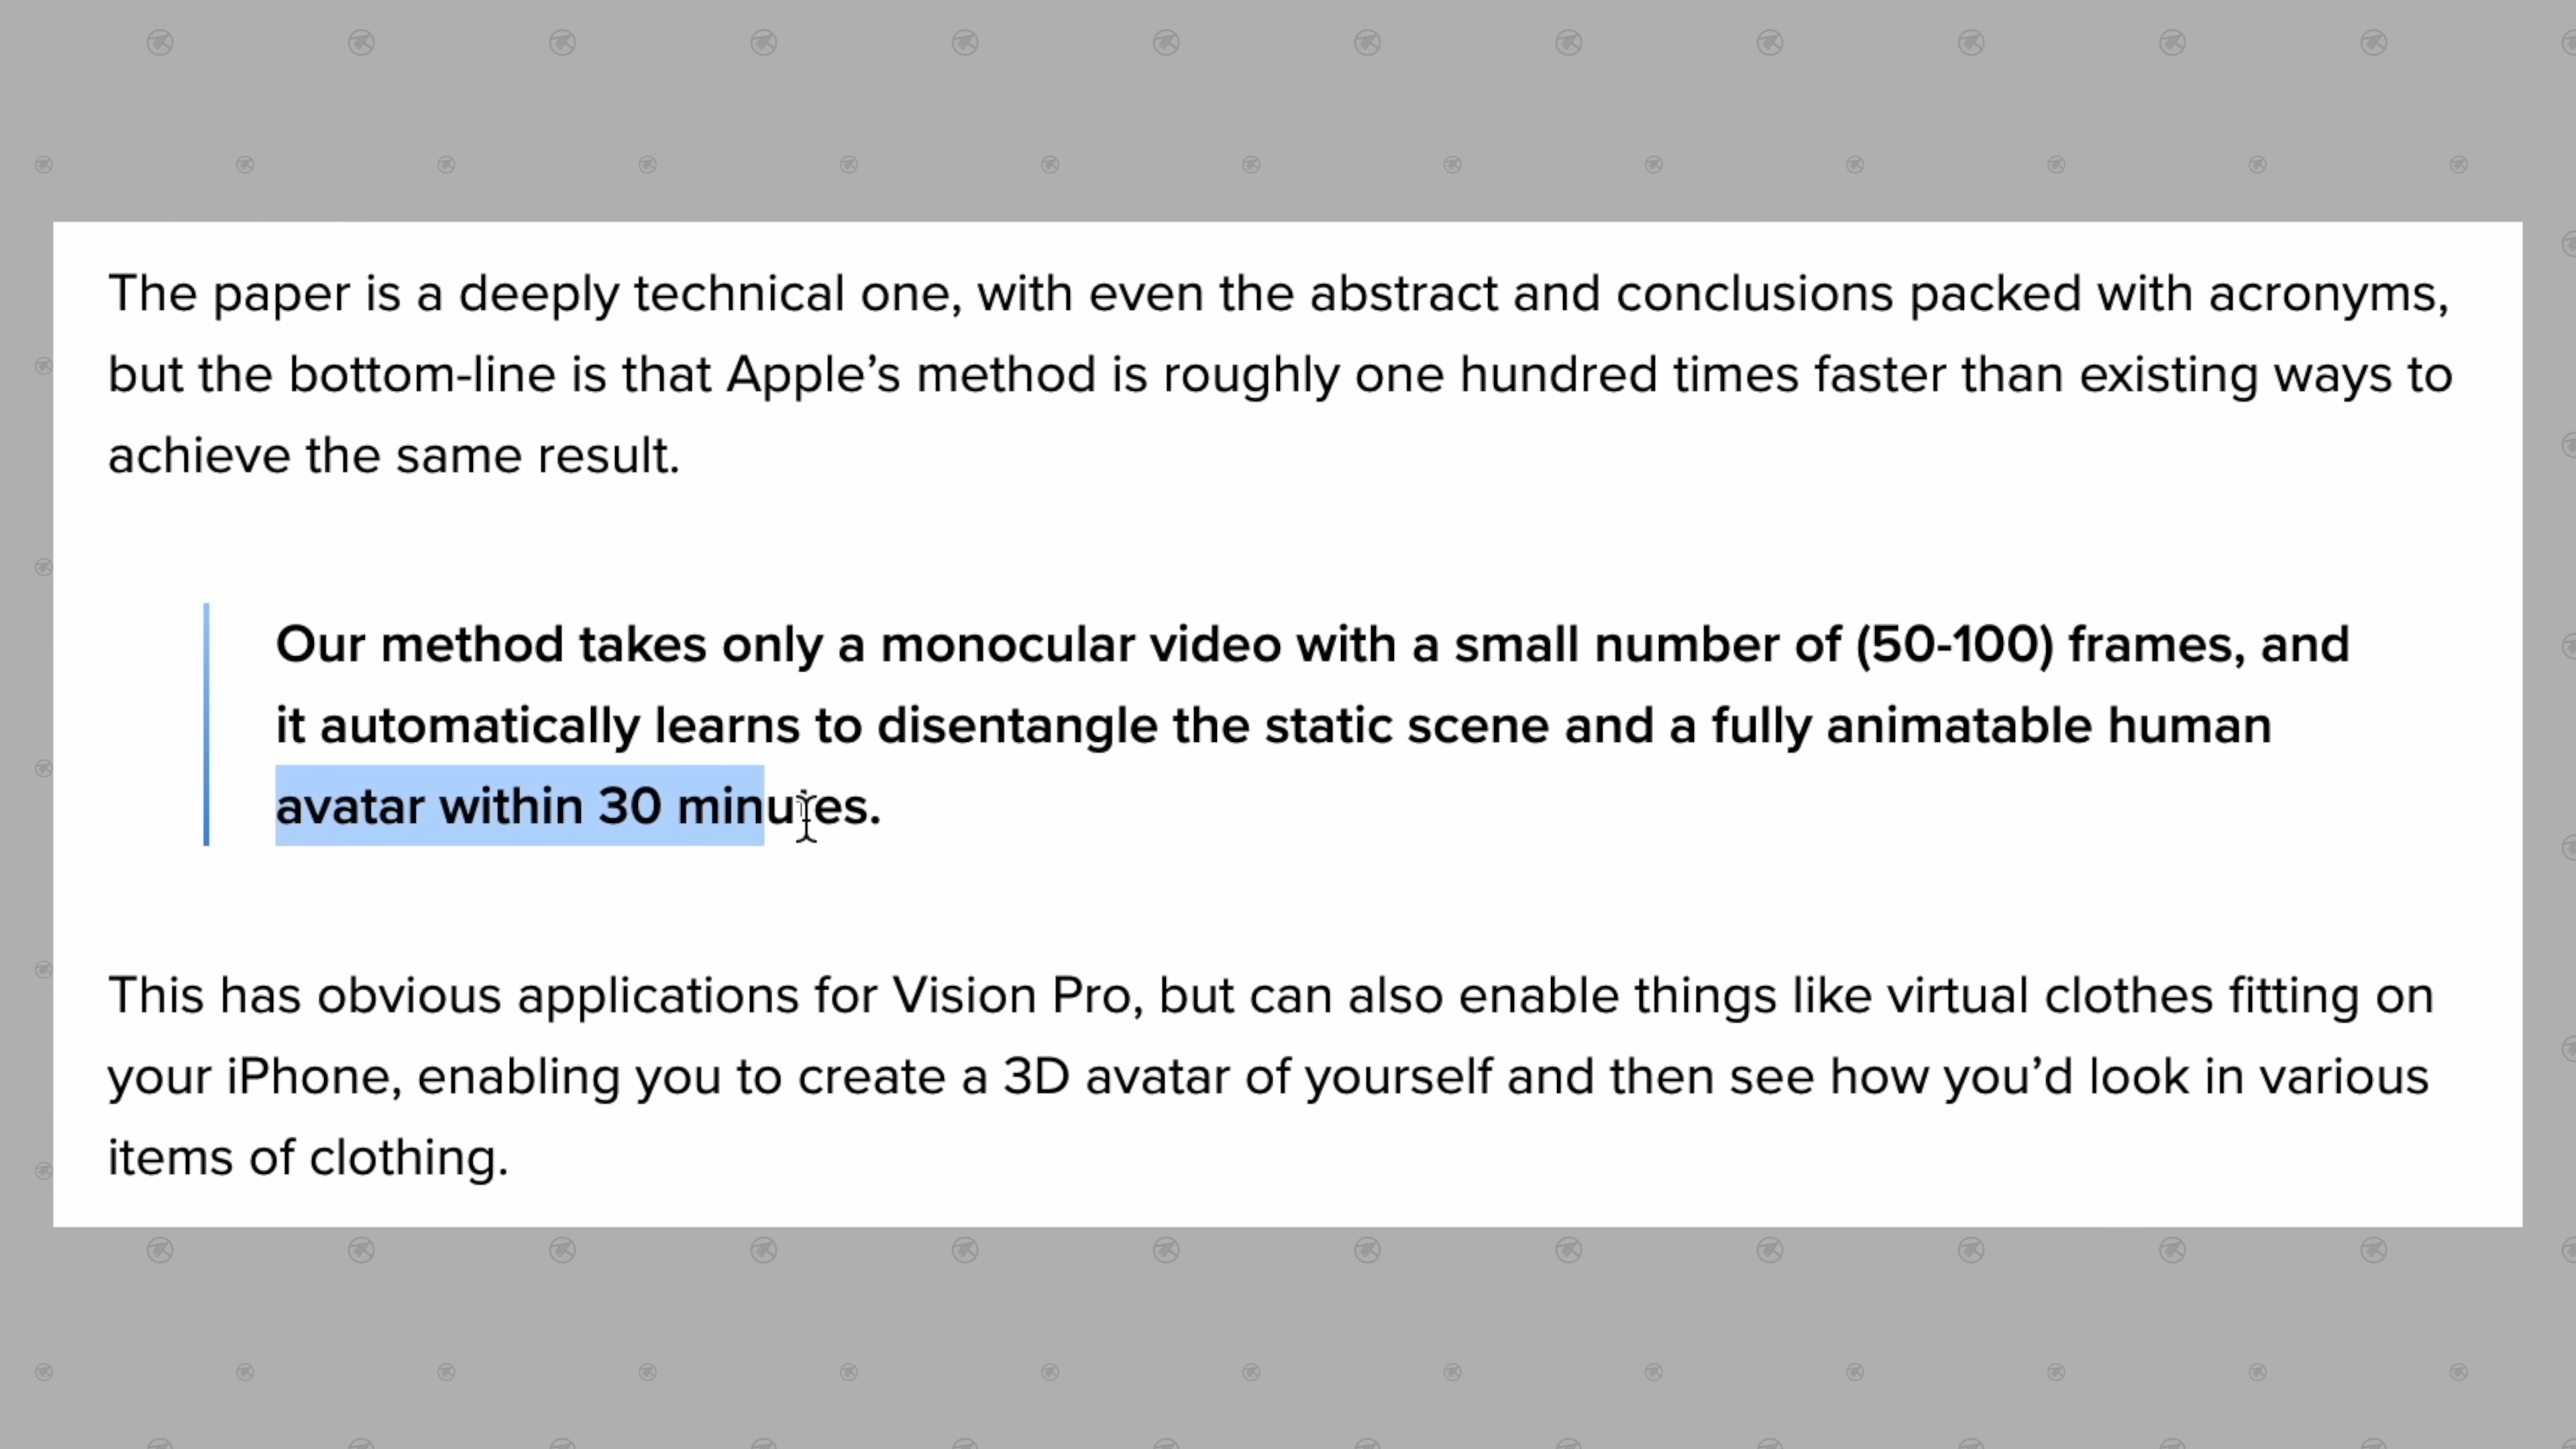 The paper is a deeply technical one, with even the abstract and conclusions packed with acronyms,
but the bottom-line is that Apple’s method is roughly one hundred times faster than existing ways to
achieve the same result.
Our method takes only a monocular video with a small number of (50-100) frames, and
it automatically learns to disentangle the static scene and a fully animatable human
avatar within 30 minutes.
This has obvious applications for Vision Pro, but can also enable things like virtual clothes fitting on
your iPhone, enabling you to create a 3D avatar of yourself and then see how you’d look in various
items of clothing.